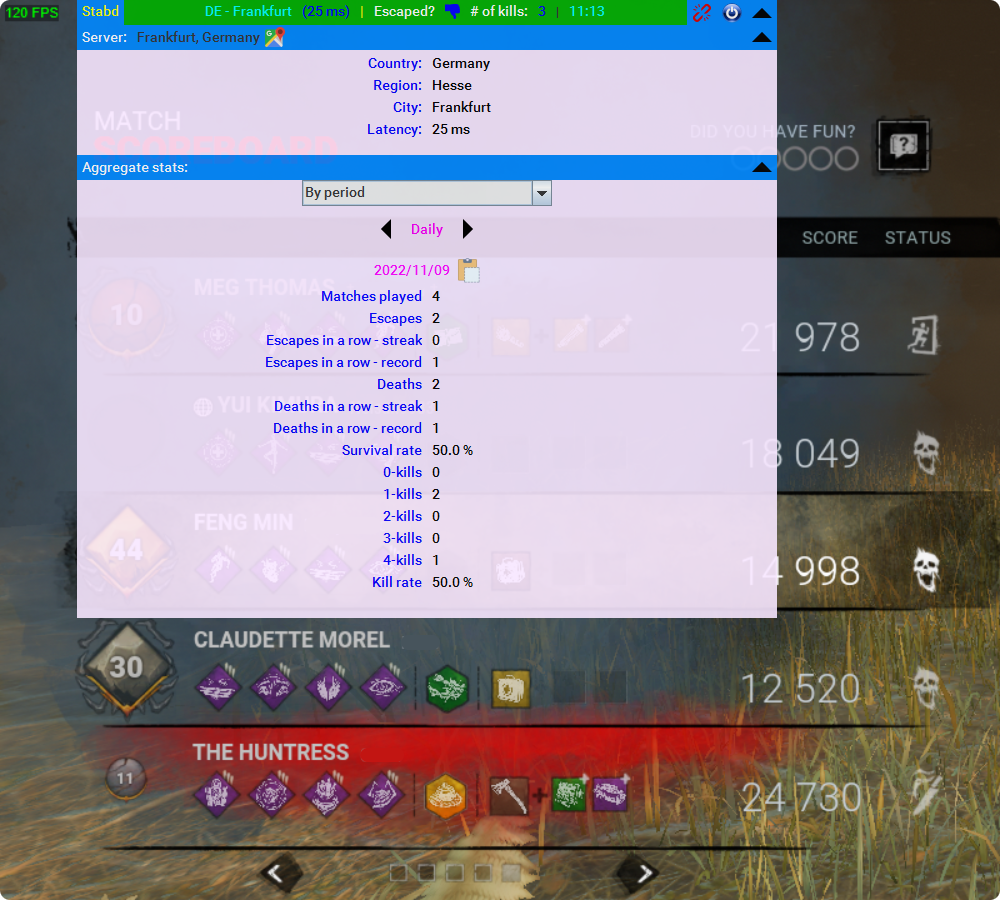 120 FPS
Stabd DE - Frankfurt (25 ms) | Escaped? # of kills: 3 | 11:13
Server: Frankfurt, Germany
Country: Germany
Region: Hesse
City: Frankfurt
Latency: 25 ms
MATCH
SCOREBOARD
DID YOU HAVE FUN?
Aggregate stats:
By period
Daily
SCORE STATUS
2022/11/09
Matches played 4
Escapes 2
Escapes in a row - streak 0
Escapes in a row - record 1
Deaths 2
Deaths in a row - streak 1
Deaths in a row - record 1
Survival rate 50.0 %
0-kills 0
1-kills 2
2-kills 0
3-kills 0
4-kills 1
Kill rate 50.0 %
MEG THOMAS
10
21 978
YUI KIMURA
18 049
FENG MIN
44
14 998
CLAUDETTE MOREL
30
12 520
THE HUNTRESS
11
24 730